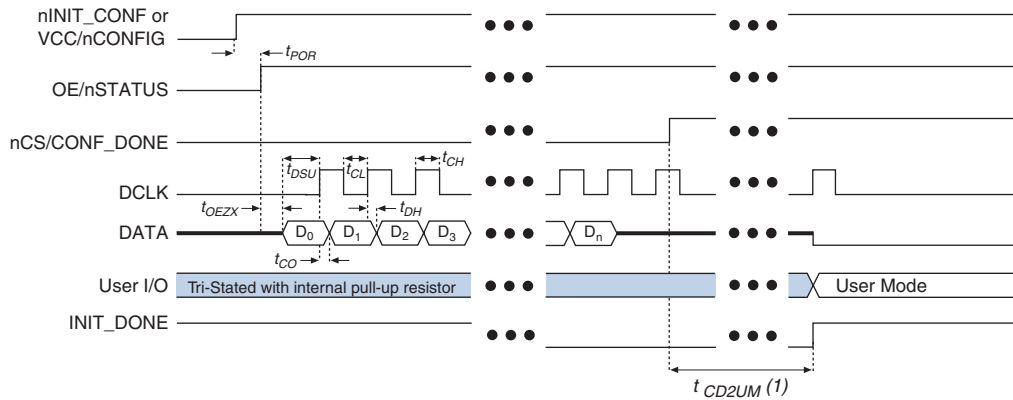 nINIT_CONF or
VCC/nCONFIG
tPOR
OE/nSTATUS
nCS/CONF_DONE
tDSU
tCL
tCH
DCLK
tOEZX
tDH
DATA
D0
D1
D2
D3
Dn
tCO
User I/O
Tri-Stated with internal pull-up resistor
User Mode
INIT_DONE
t CD2UM (1)